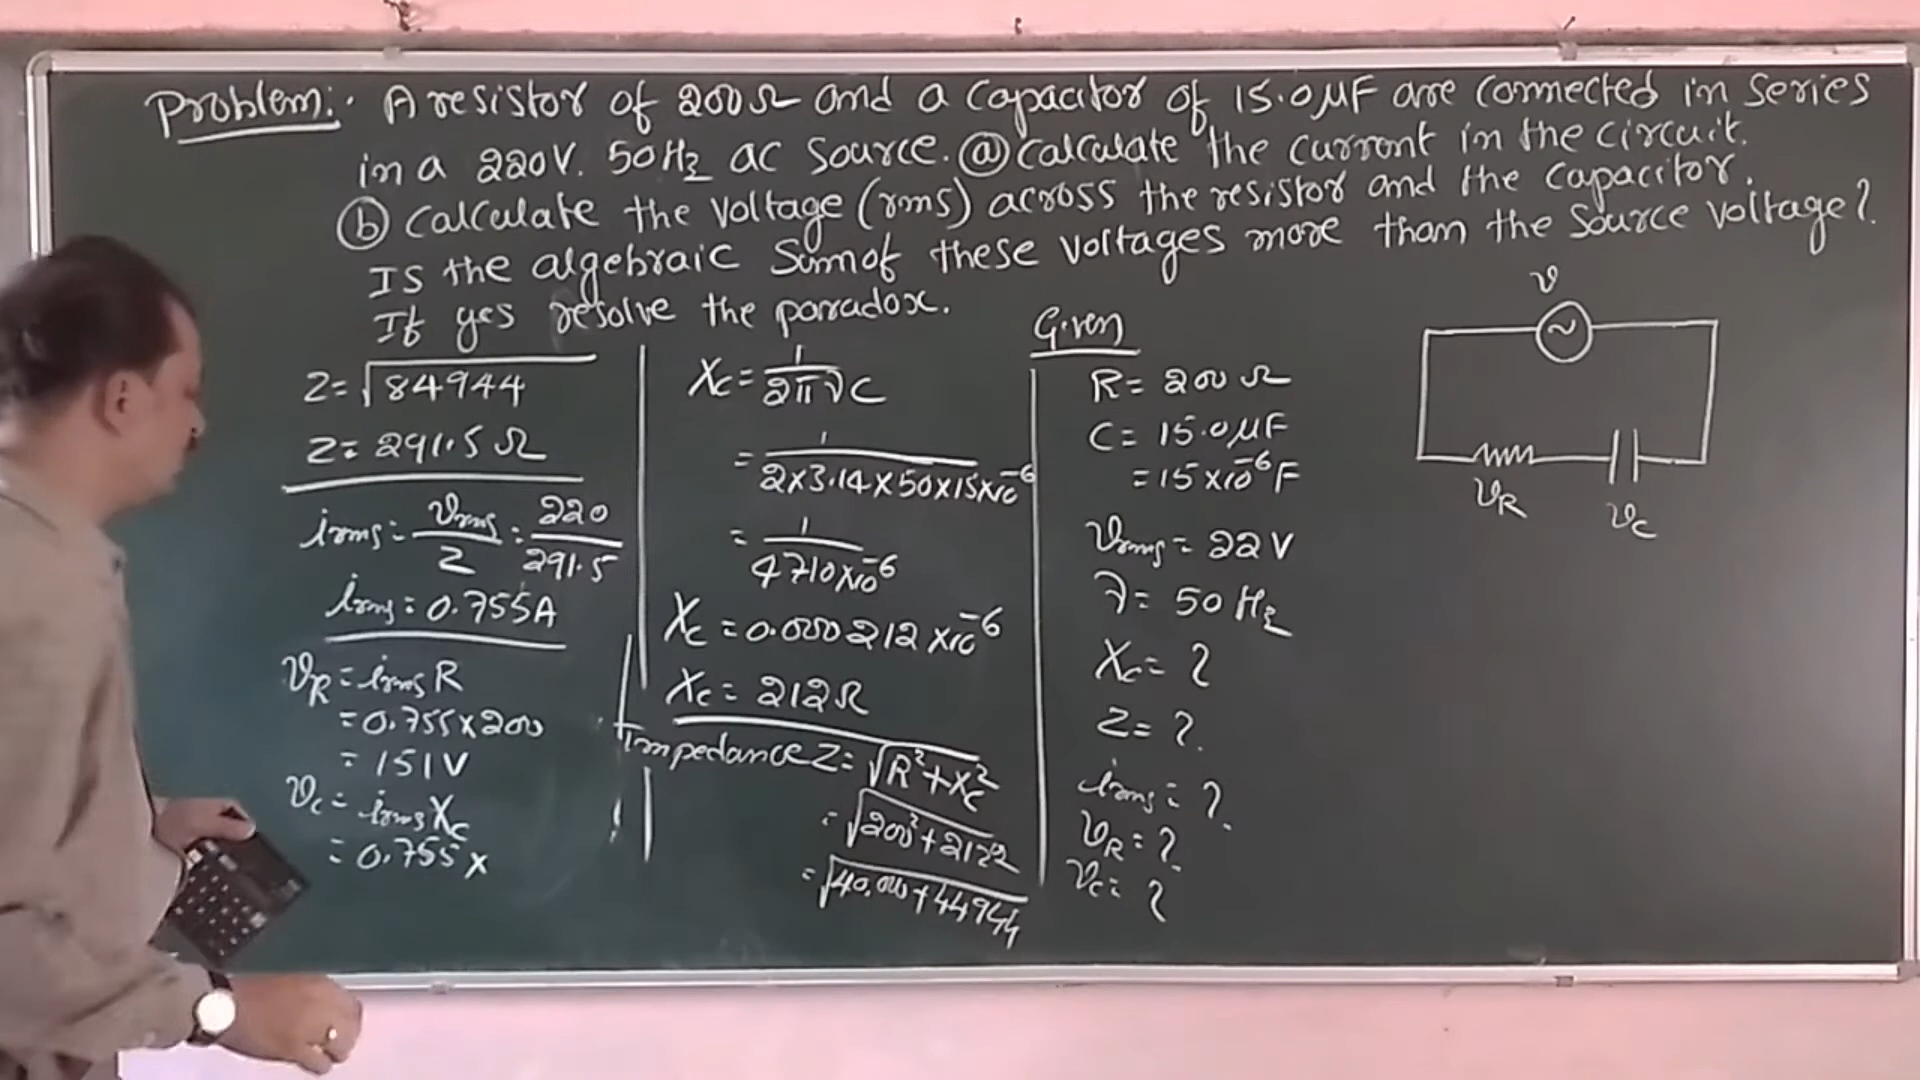 Problem:. A resistor of 200Ω and a capacitor of 15.0μF are connected in series
in a 220V. 50Hz ac source. ⓐ Calculate the current in the circuit.
ⓑ Calculate the voltage (rms) across the resistor and the capacitor.
Is the algebraic sum of these voltages more than the source voltage?
If yes resolve the paradox.
Z=√84944
Z= 291.5 Ω
irms = Vrms/Z = 220/291.5
irms = 0.755A
VR = irms R
= 0.755×200
= 151V
Vc = irms Xc
= 0.755×
Xc = 1/2πνC
= 1/2×3.14×50×15×10^-6
= 1/4710×10^-6
Xc = 0.000212×10^-6
Xc = 212Ω
Impedance Z= √R²+Xc²
= √200²+212²
= √40,000+44944
Given
R= 200 Ω
C= 15.0μF
= 15×10^-6 F
Vrms = 22V
ν= 50 Hz
Xc= ?
Z= ?.
irms = ?.
VR = ?.
Vc = ?
v
~
VR
Vc